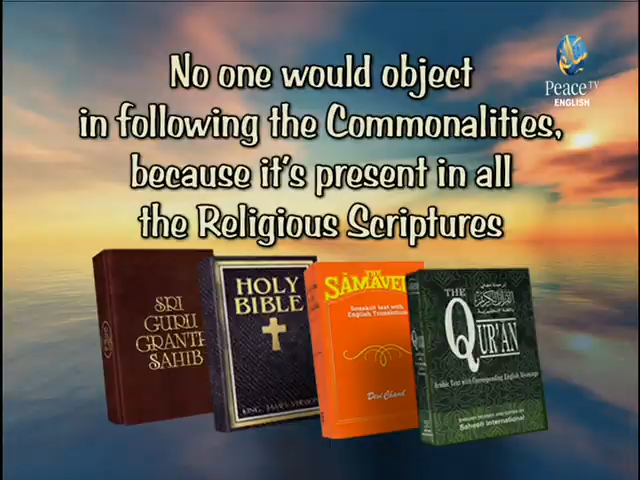 No one would object
in following the Commonalities,
because it's present in all
the Religious Scriptures
Peace TV
ENGLISH
SRI
GURU
GRANTH
SAHIB
HOLY
BIBLE
KING JAMES VERSION
THE
SAMAVEDA
Sanskrit text with
English Translation
Devi Chand
THE
QUR'AN
Arabic Text with Corresponding English Meanings
Saheeh International